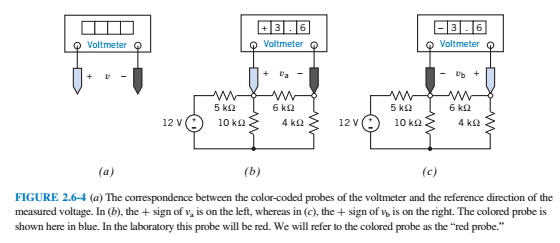 Voltmeter
+ v −
(a)
+ 3 . 6
Voltmeter
+ va −
5 kΩ
6 kΩ
12 V
+
−
10 kΩ
4 kΩ
(b)
− 3 . 6
Voltmeter
− vb +
5 kΩ
6 kΩ
12 V
+
−
10 kΩ
4 kΩ
(c)
FIGURE 2.6-4 (a) The correspondence between the color-coded probes of the voltmeter and the reference direction of the
measured voltage. In (b), the + sign of va is on the left, whereas in (c), the + sign of vb is on the right. The colored probe is
shown here in blue. In the laboratory this probe will be red. We will refer to the colored probe as the “red probe.”